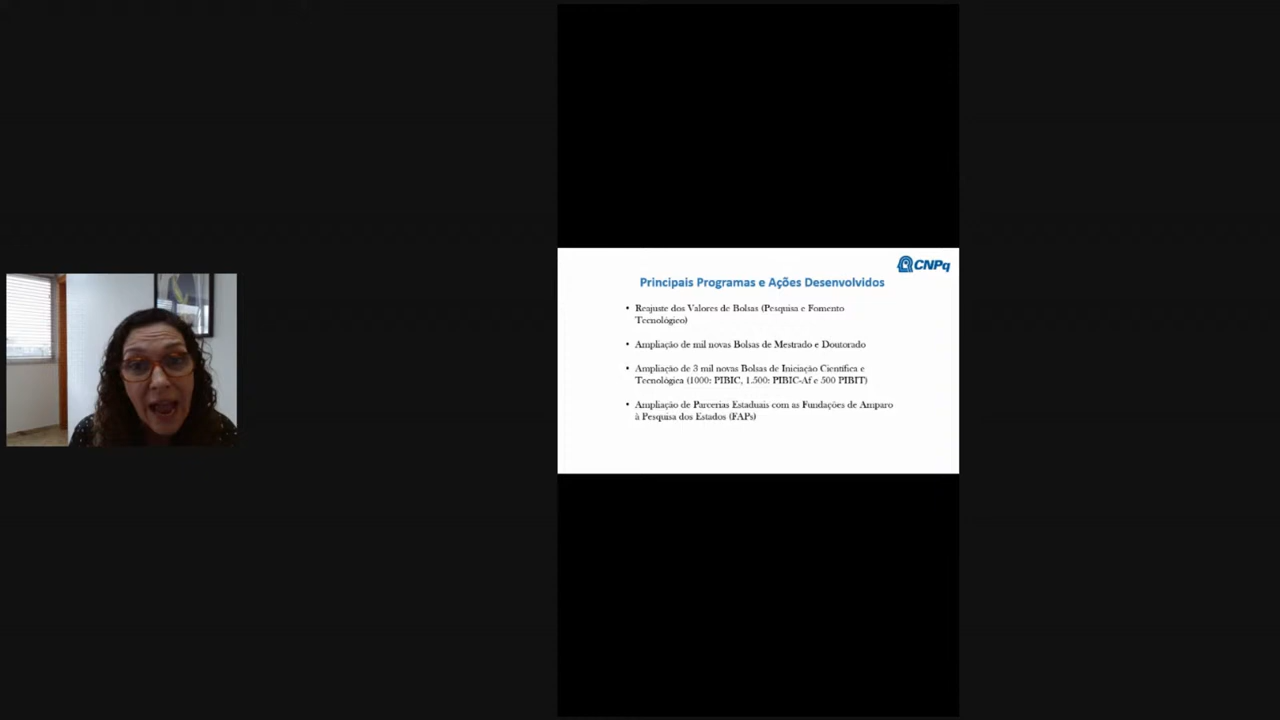 CNPq
Principais Programas e Ações Desenvolvidos
• Reajuste dos Valores de Bolsas (Pesquisa e Fomento
Tecnológico)
• Ampliação de mil novas Bolsas de Mestrado e Doutorado
• Ampliação de 3 mil novas Bolsas de Iniciação Científica e
Tecnológica (1000: PIBIC, 1.500: PIBIC-Af e 500 PIBIT)
• Ampliação de Parcerias Estaduais com as Fundações de Amparo
à Pesquisa dos Estados (FAPs)